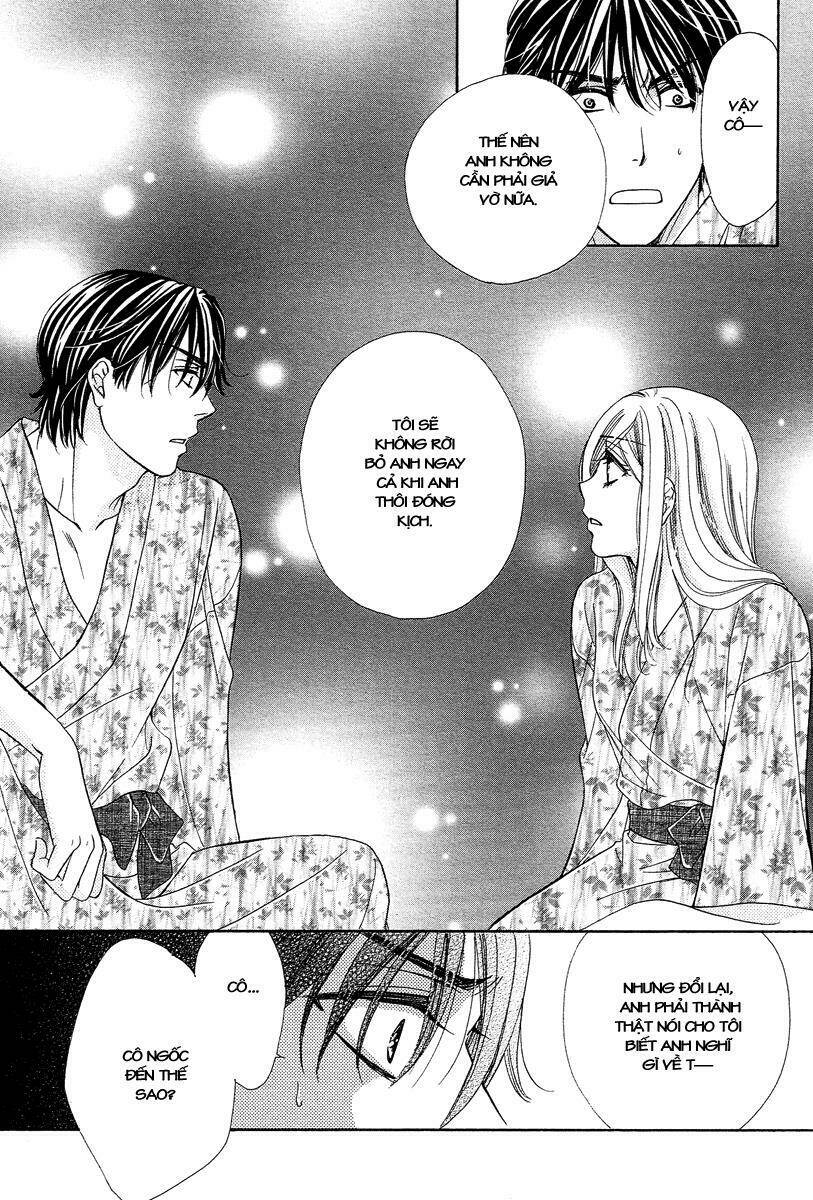 VẬY
CÔ—
THẾ NÊN
ANH KHÔNG
CẦN PHẢI GIẢ
VỜ NỮA.
TÔI SẼ
KHÔNG RỜI
BỎ ANH NGAY
CẢ KHI ANH
THÔI ĐÓNG
KỊCH.
NHƯNG ĐỔI LẠI,
ANH PHẢI THÀNH
THẬT NÓI CHO TÔI
BIẾT ANH NGHĨ
GÌ VỀ T—
CÔ...
CÔ NGỐC
ĐẾN THẾ
SAO?